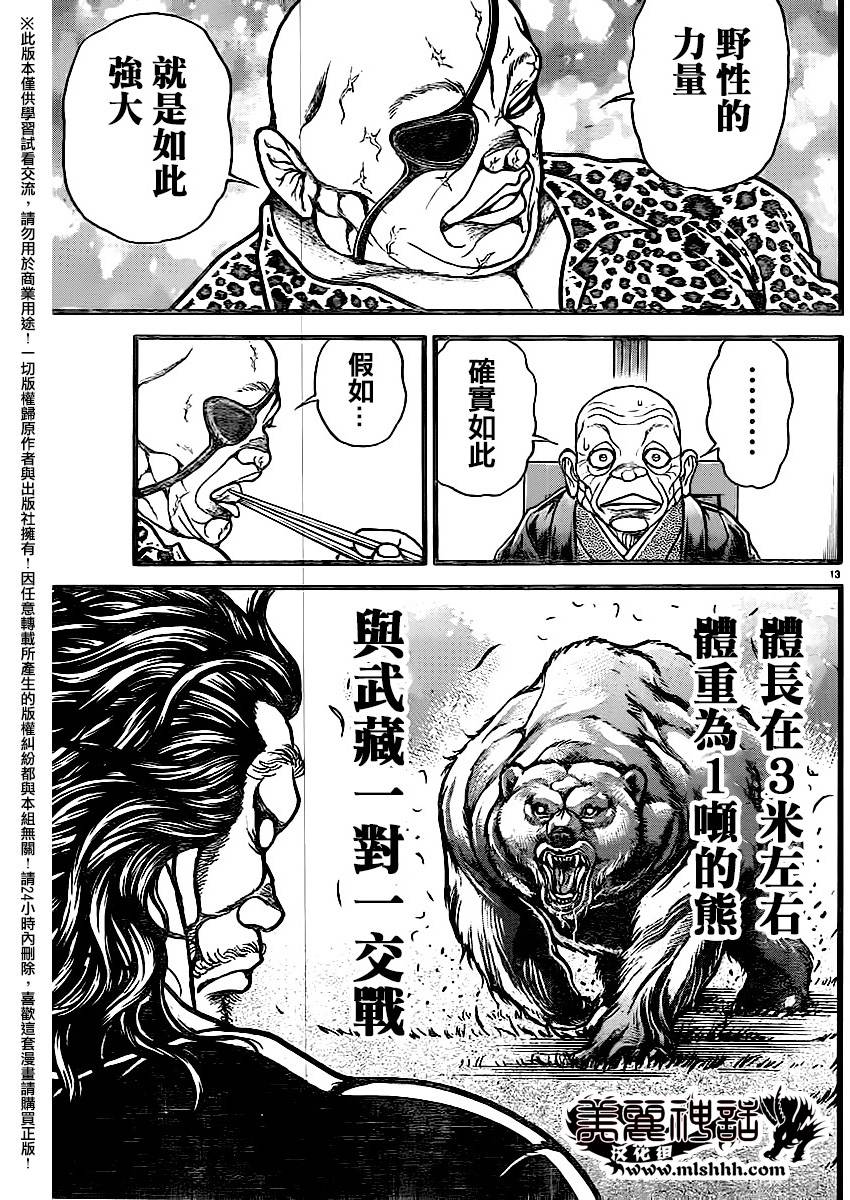 野性的
力量
就是如此
強大
………
確實如此
假如…
13
體長在3米左右
體重為1噸的熊
與武藏一對一交戰
※此版本僅供學習試看交流，請勿用於商業用途！一切版權歸原作者與出版社擁有！因任意轉載所產生的版權糾紛都與本組無關！請24小時內刪除，喜歡這套漫畫請購買正版！
美麗神話
汉化组
www.mlshhh.com